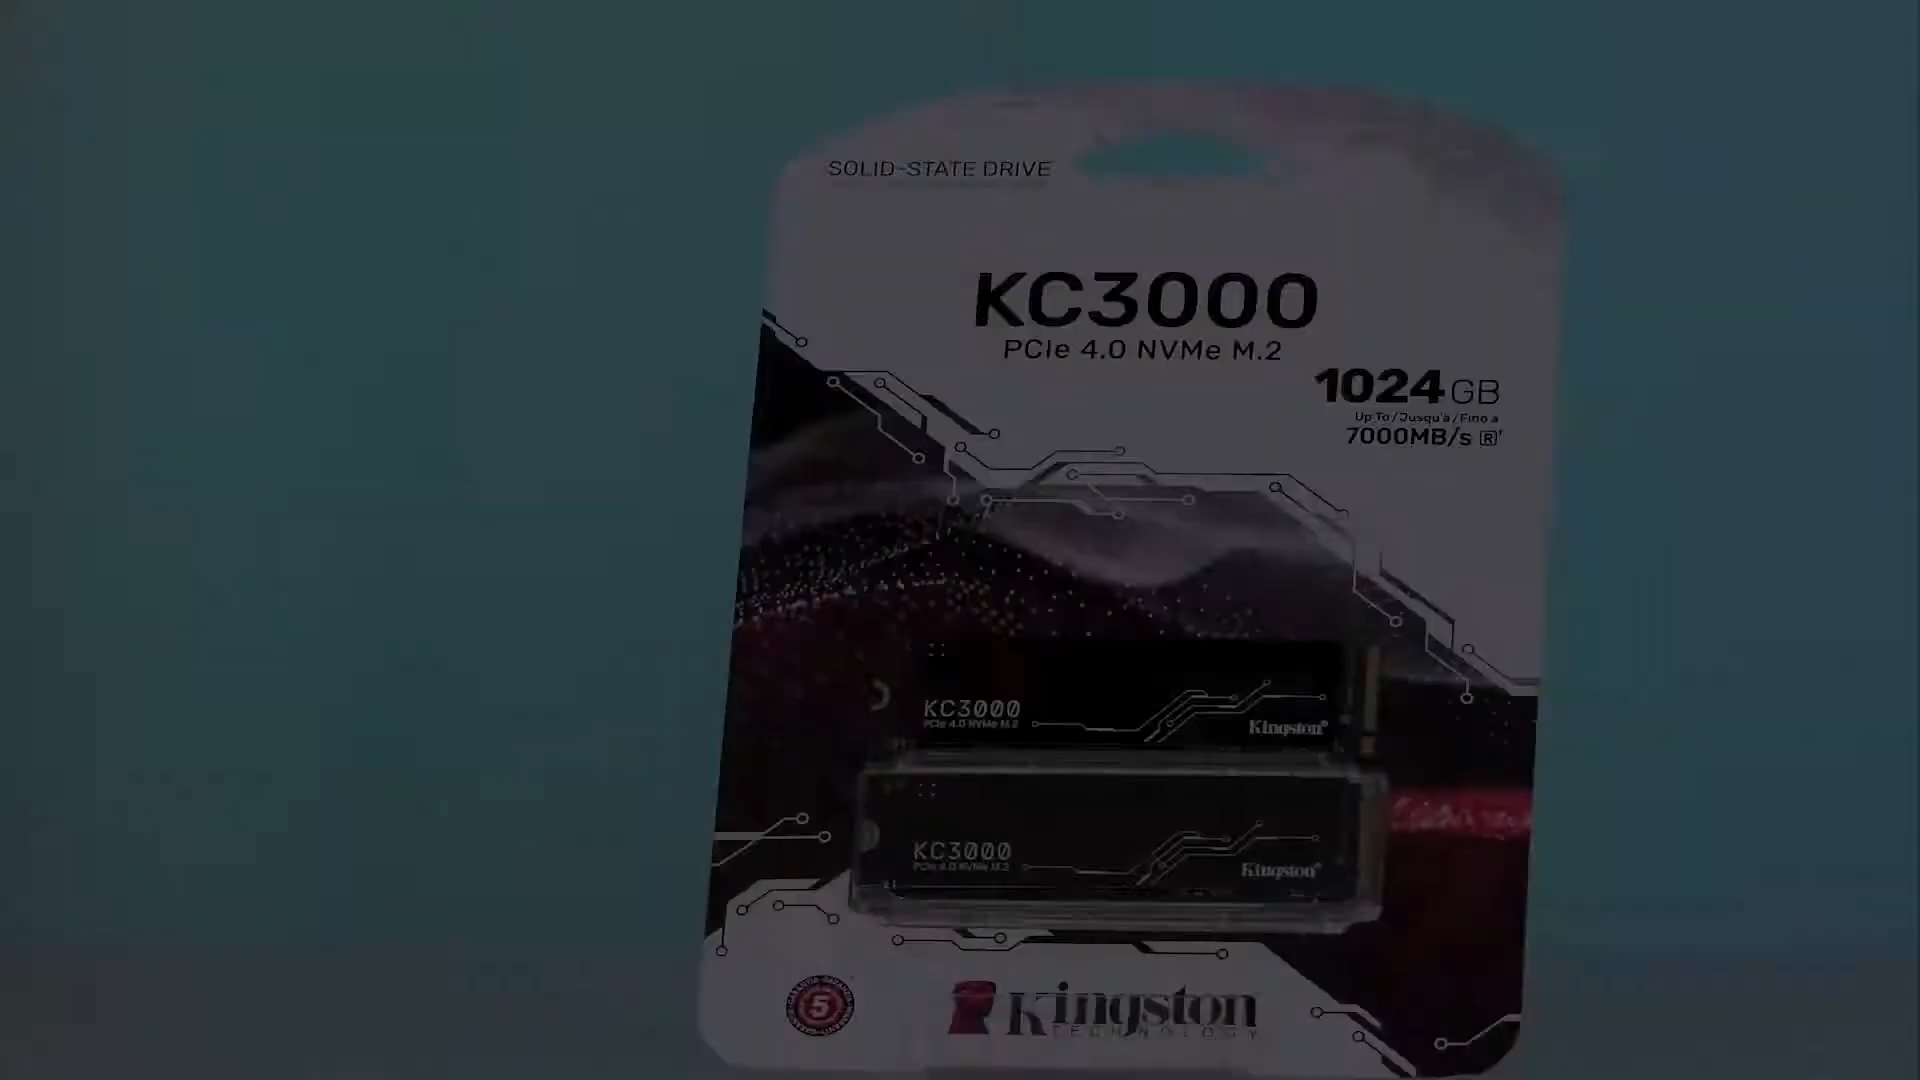 SOLID-STATE DRIVE
KC3000
PCIe 4.0 NVMe M.2
1024GB
Up To/Jusqu'à/Fino a
7000MB/s R¹
KC3000
PCIe 4.0 NVMe M.2
Kingston®
KC3000
PCIe 4.0 NVMe M.2
Kingston®
5
Kingston
TECHNOLOGY